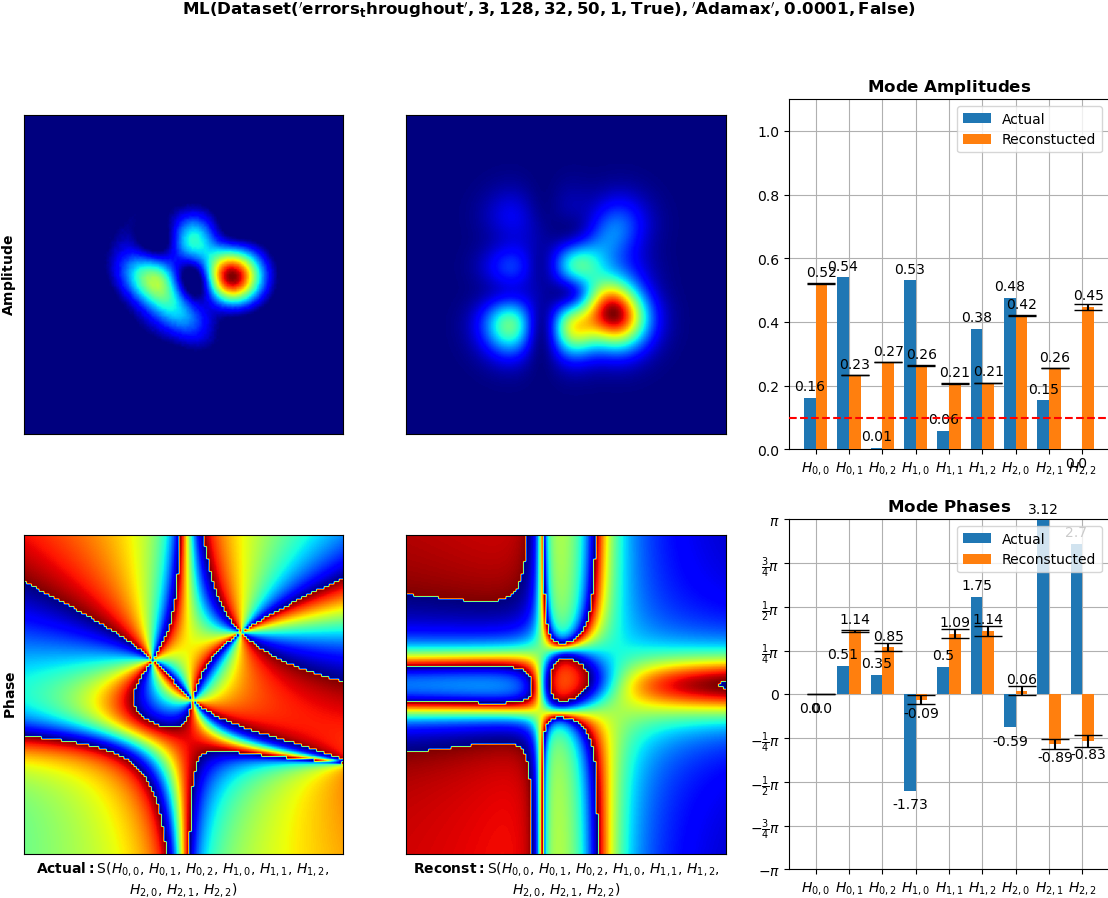 ML(Dataset('errors_throughout', 3, 128, 32, 50, 1, True), 'Adamax', 0.0001, False)
Amplitude
Mode Amplitudes
Actual
Reconstucted
1.0
0.8
0.6
0.4
0.2
0.0
0.16
0.52
0.54
0.23
0.01
0.27
0.53
0.26
0.06
0.21
0.38
0.21
0.48
0.42
0.15
0.26
0.0
0.45
H0,0 H0,1 H0,2 H1,0 H1,1 H1,2 H2,0 H2,1 H2,2
Phase
Mode Phases
Actual
Reconstucted
π
3/4π
1/2π
1/4π
0
−1/4π
−1/2π
−3/4π
−π
0.0
0.0
0.51
1.14
0.35
0.85
-1.73
-0.09
0.5
1.09
1.75
1.14
-0.59
0.06
3.12
-0.89
2.7
-0.83
H0,0 H0,1 H0,2 H1,0 H1,1 H1,2 H2,0 H2,1 H2,2
Actual: S(H0,0, H0,1, H0,2, H1,0, H1,1, H1,2,
H2,0, H2,1, H2,2)
Reconst: S(H0,0, H0,1, H0,2, H1,0, H1,1, H1,2,
H2,0, H2,1, H2,2)